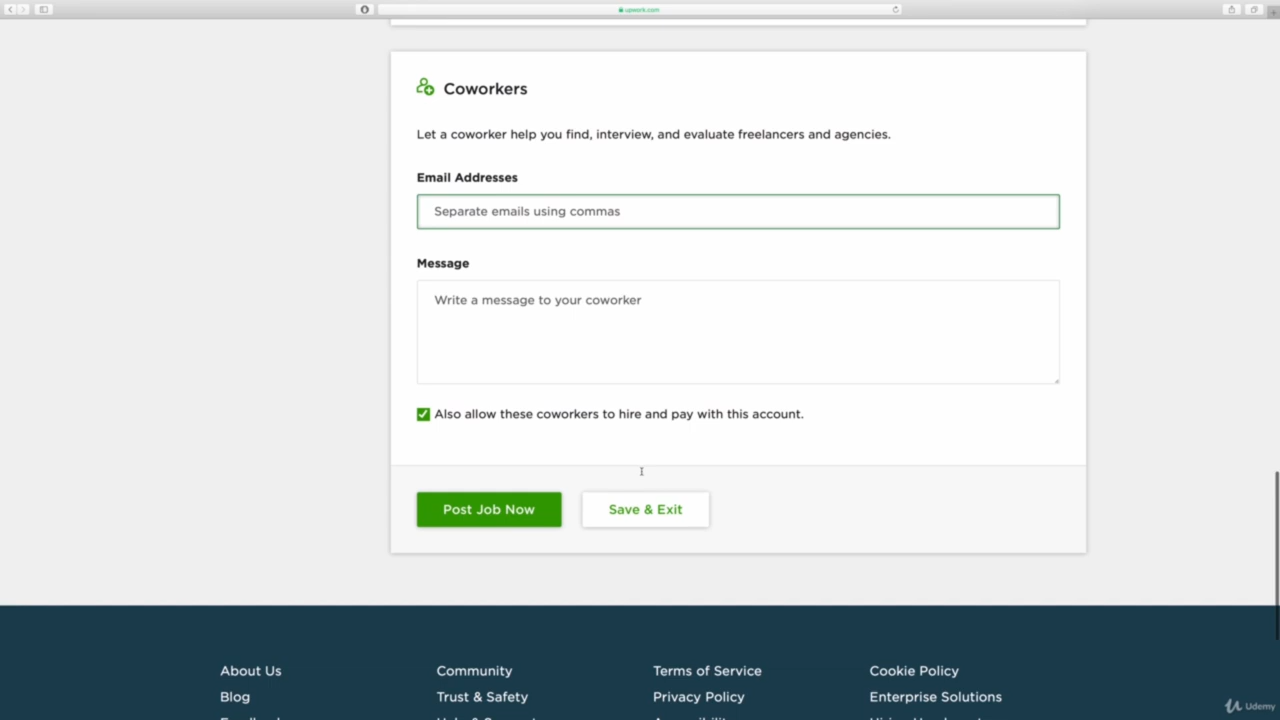 upwork.com
Coworkers
Let a coworker help you find, interview, and evaluate freelancers and agencies.
Email Addresses
Separate emails using commas
Message
Write a message to your coworker
Also allow these coworkers to hire and pay with this account.
Post Job Now
Save & Exit
About Us
Community
Terms of Service
Cookie Policy
Blog
Trust & Safety
Privacy Policy
Enterprise Solutions
Udemy